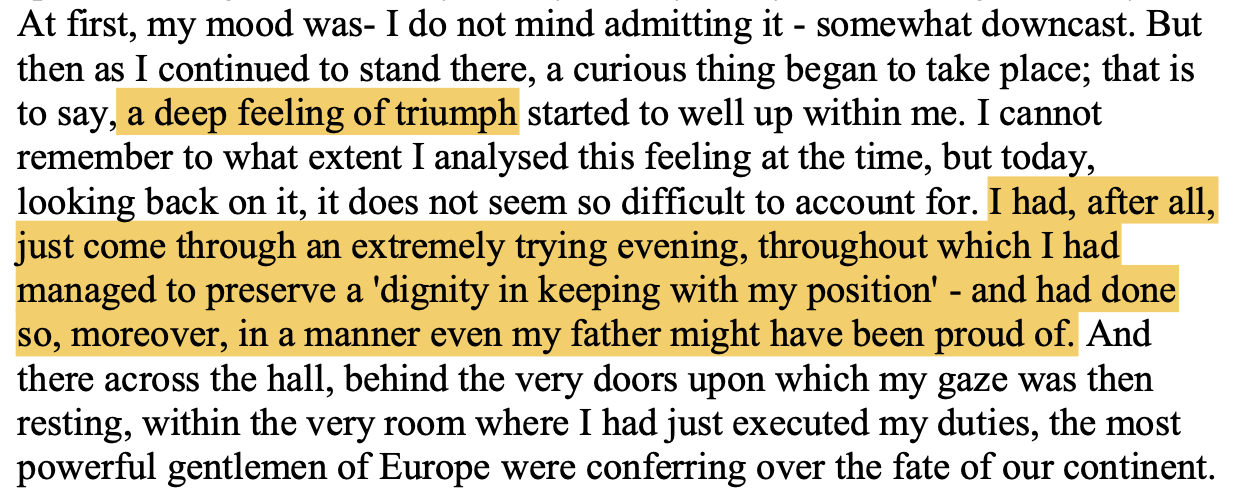 At first, my mood was- I do not mind admitting it - somewhat downcast. But
then as I continued to stand there, a curious thing began to take place; that is
to say, a deep feeling of triumph started to well up within me. I cannot
remember to what extent I analysed this feeling at the time, but today,
looking back on it, it does not seem so difficult to account for. I had, after all,
just come through an extremely trying evening, throughout which I had
managed to preserve a 'dignity in keeping with my position' - and had done
so, moreover, in a manner even my father might have been proud of. And
there across the hall, behind the very doors upon which my gaze was then
resting, within the very room where I had just executed my duties, the most
powerful gentlemen of Europe were conferring over the fate of our continent.